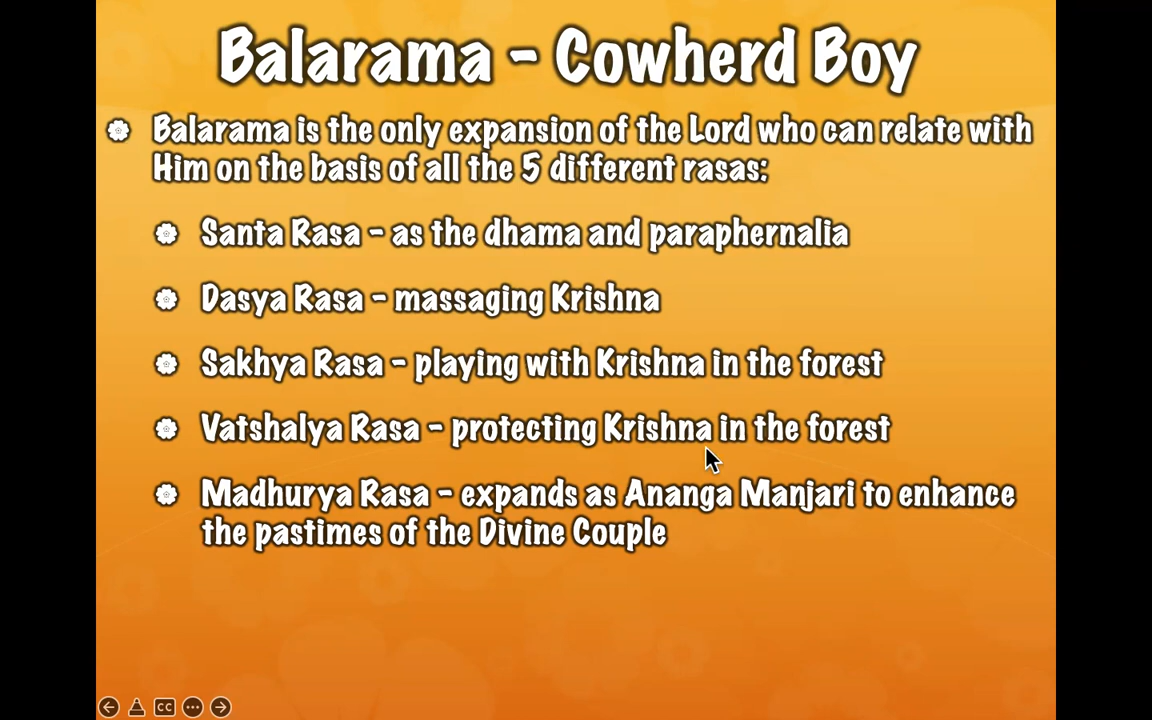 Balarama - Cowherd Boy
Balarama is the only expansion of the Lord who can relate with
Him on the basis of all the 5 different rasas:
Santa Rasa - as the dhama and paraphernalia
Dasya Rasa - massaging Krishna
Sakhya Rasa - playing with Krishna in the forest
Vatshalya Rasa - protecting Krishna in the forest
Madhurya Rasa - expands as Ananga Manjari to enhance
the pastimes of the Divine Couple
CC